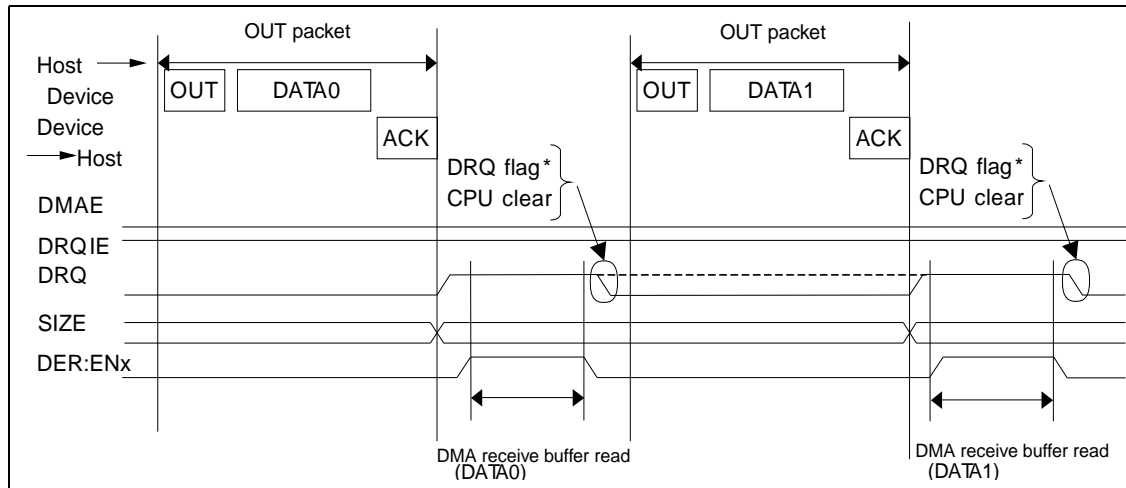 OUT packet
OUT packet
Host
Device
OUT
DATA0
OUT
DATA1
Device
Host
ACK
ACK
DRQ flag*
CPU clear
DRQ flag*
CPU clear
DMAE
DRQIE
DRQ
SIZE
DER:ENx
DMA receive buffer read
(DATA0)
DMA receive buffer read
(DATA1)